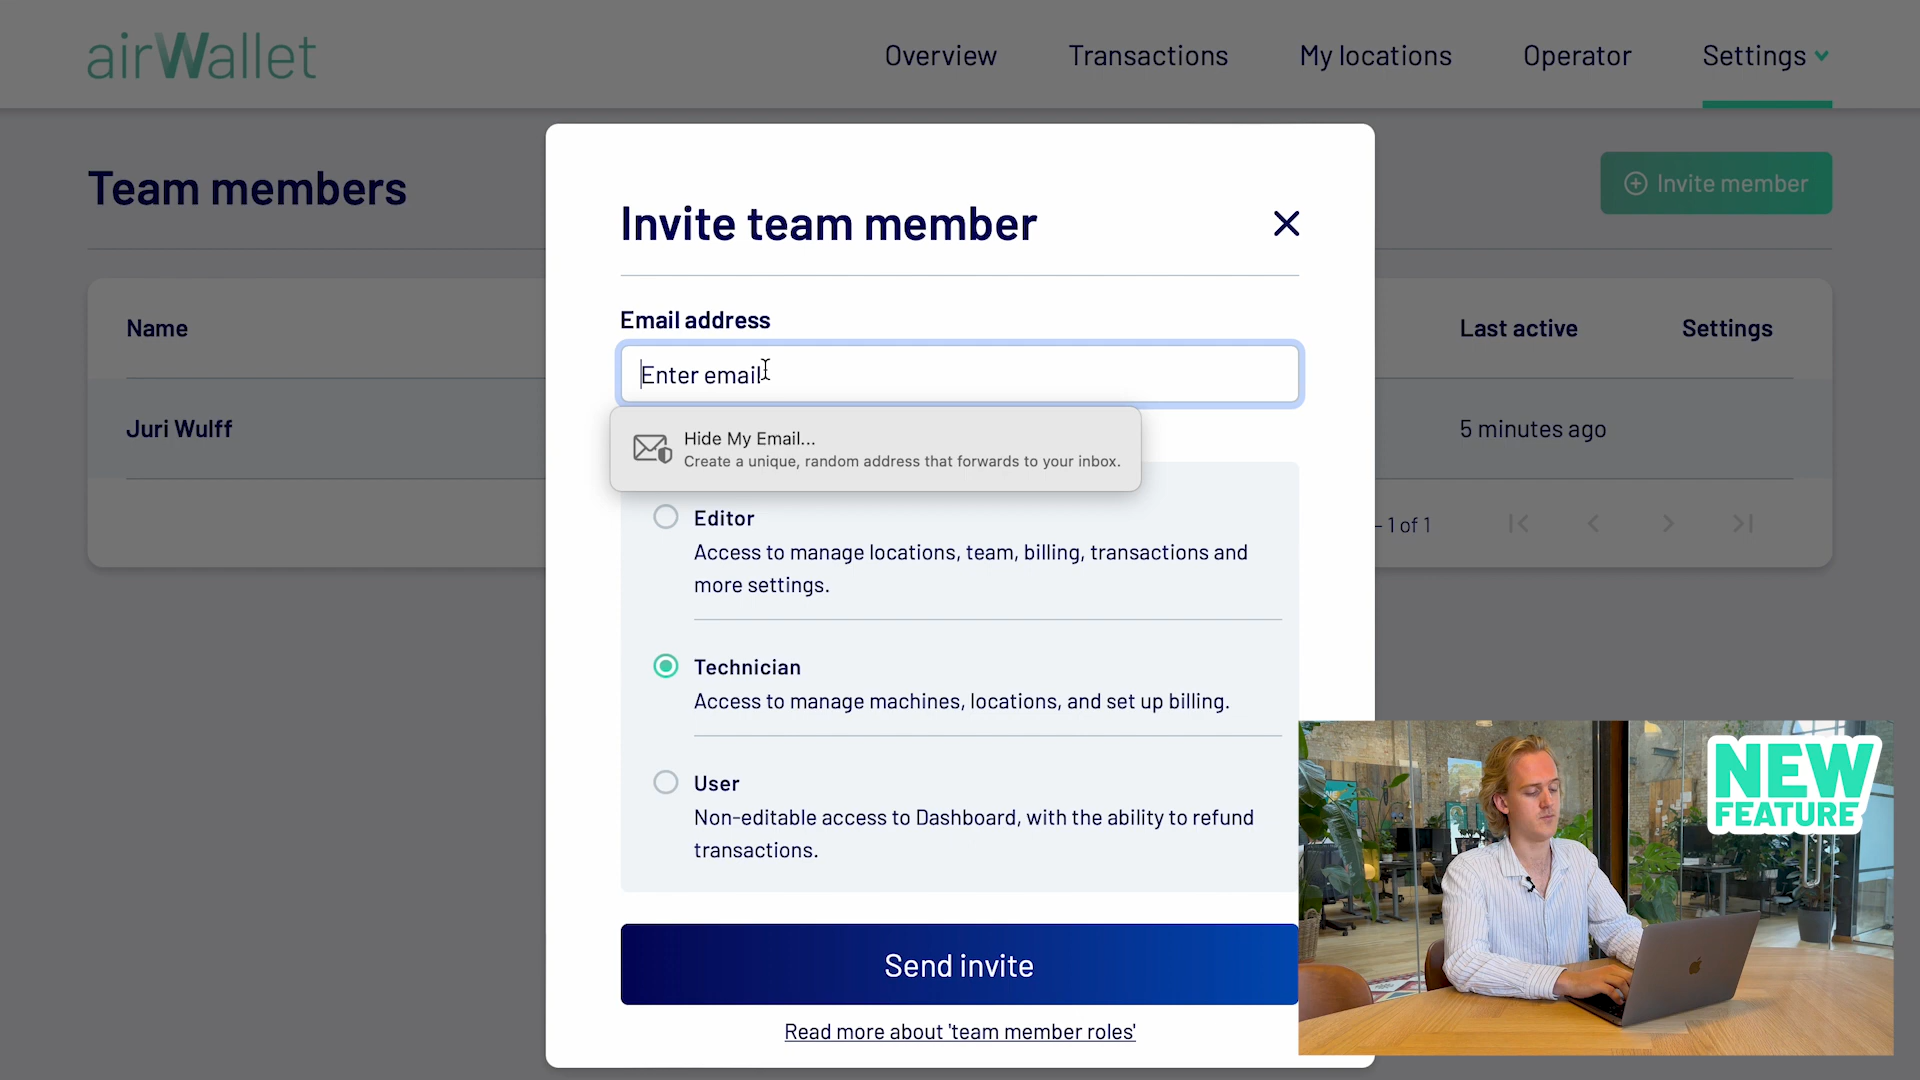 airWallet
Overview
Transactions
My locations
Operator
Settings
Team members
Invite member
Name
Last active
Settings
Juri Wulff
5 minutes ago
– 1 of 1
Invite team member
Email address
Enter email
Hide My Email...
Create a unique, random address that forwards to your inbox.
Editor
Access to manage locations, team, billing, transactions and
more settings.
Technician
Access to manage machines, locations, and set up billing.
User
Non-editable access to Dashboard, with the ability to refund
transactions.
Send invite
Read more about 'team member roles'
NEW
FEATURE